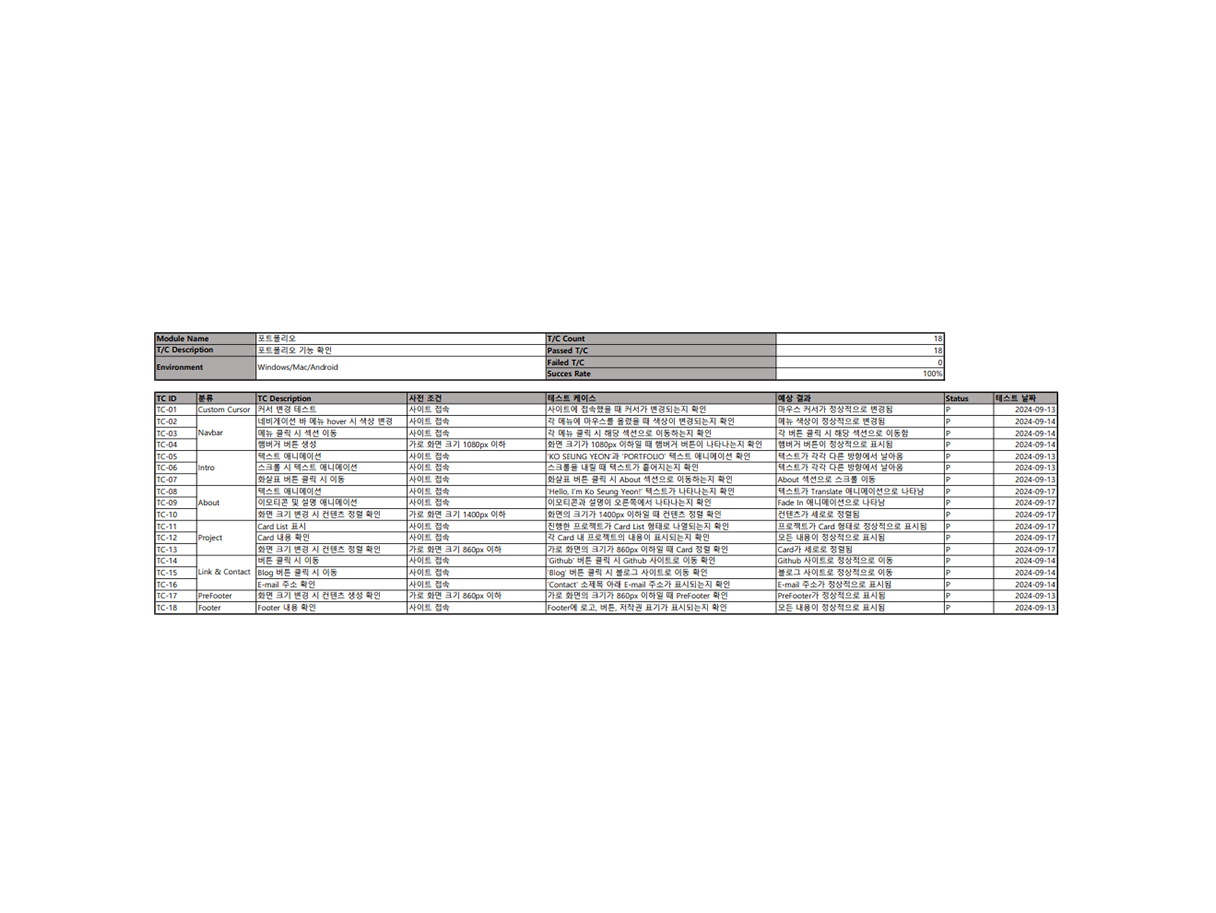 Module Name 포트폴리오 T/C Count 18
T/C Description 포트폴리오 기능 확인 Passed T/C 18
Environment Windows/Mac/Android Failed T/C 0
Succes Rate 100%
TC ID 분류 TC Description 사전 조건 테스트 케이스 예상 결과 Status 테스트 날짜
TC-01 Custom Cursor 커서 변경 테스트 사이트 접속 사이트에 접속했을 때 커서가 변경되는지 확인 마우스 커서가 정상적으로 변경됨 P 2024-09-13
TC-02 네비게이션 바 메뉴 hover 시 색상 변경 사이트 접속 각 메뉴에 마우스를 올렸을 때 색상이 변경되는지 확인 메뉴 색상이 정상적으로 변경됨 P 2024-09-14
TC-03 Navbar 메뉴 클릭 시 섹션 이동 사이트 접속 각 메뉴 클릭 시 해당 섹션으로 이동하는지 확인 각 버튼 클릭 시 해당 섹션으로 이동함 P 2024-09-14
TC-04 햄버거 버튼 생성 가로 화면 크기 1080px 이하 화면 크기가 1080px 이하일 때 햄버거 버튼이 나타나는지 확인 햄버거 버튼이 정상적으로 표시됨 P 2024-09-14
TC-05 텍스트 애니메이션 사이트 접속 'KO SEUNG YEON'과 'PORTFOLIO' 텍스트 애니메이션 확인 텍스트가 각각 다른 방향에서 날아옴 P 2024-09-13
TC-06 Intro 스크롤 시 텍스트 애니메이션 사이트 접속 스크롤을 내릴 때 텍스트가 흩어지는지 확인 텍스트가 각각 다른 방향에서 날아옴 P 2024-09-13
TC-07 화살표 버튼 클릭 시 이동 사이트 접속 화살표 버튼 클릭 시 About 섹션으로 이동하는지 확인 About 섹션으로 스크롤 이동 P 2024-09-13
TC-08 텍스트 애니메이션 사이트 접속 'Hello, I'm Ko Seung Yeon!' 텍스트가 나타나는지 확인 텍스트가 Translate 애니메이션으로 나타남 P 2024-09-17
TC-09 About 이모티콘 및 설명 애니메이션 사이트 접속 이모티콘과 설명이 오른쪽에서 나타나는지 확인 Fade In 애니메이션으로 나타남 P 2024-09-17
TC-10 화면 크기 변경 시 컨텐츠 정렬 확인 가로 화면 크기 1400px 이하 화면의 크기가 1400px 이하일 때 컨텐츠 정렬 확인 컨텐츠가 세로로 정렬됨 P 2024-09-17
TC-11 Card List 표시 사이트 접속 진행한 프로젝트가 Card List 형태로 나열되는지 확인 프로젝트가 Card 형태로 정상적으로 표시됨 P 2024-09-17
TC-12 Project Card 내용 확인 사이트 접속 각 Card 내 프로젝트의 내용이 표시되는지 확인 모든 내용이 정상적으로 표시됨 P 2024-09-17
TC-13 화면 크기 변경 시 컨텐츠 정렬 확인 가로 화면 크기 860px 이하 가로 화면의 크기가 860px 이하일 때 Card 정렬 확인 Card가 세로로 정렬됨 P 2024-09-17
TC-14 버튼 클릭 시 이동 사이트 접속 'Github' 버튼 클릭 시 Github 사이트로 이동 확인 Github 사이트로 정상적으로 이동 P 2024-09-14
TC-15 Link & Contact Blog 버튼 클릭 시 이동 사이트 접속 'Blog' 버튼 클릭 시 블로그 사이트로 이동 확인 블로그 사이트로 정상적으로 이동 P 2024-09-14
TC-16 E-mail 주소 확인 사이트 접속 'Contact' 소제목 아래 E-mail 주소가 표시되는지 확인 E-mail 주소가 정상적으로 표시됨 P 2024-09-14
TC-17 PreFooter 화면 크기 변경 시 컨텐츠 생성 확인 가로 화면 크기 860px 이하 가로 화면의 크기가 860px 이하일 때 PreFooter 확인 PreFooter가 정상적으로 표시됨 P 2024-09-13
TC-18 Footer Footer 내용 확인 사이트 접속 Footer에 로고, 버튼, 저작권 표기가 표시되는지 확인 모든 내용이 정상적으로 표시됨 P 2024-09-13